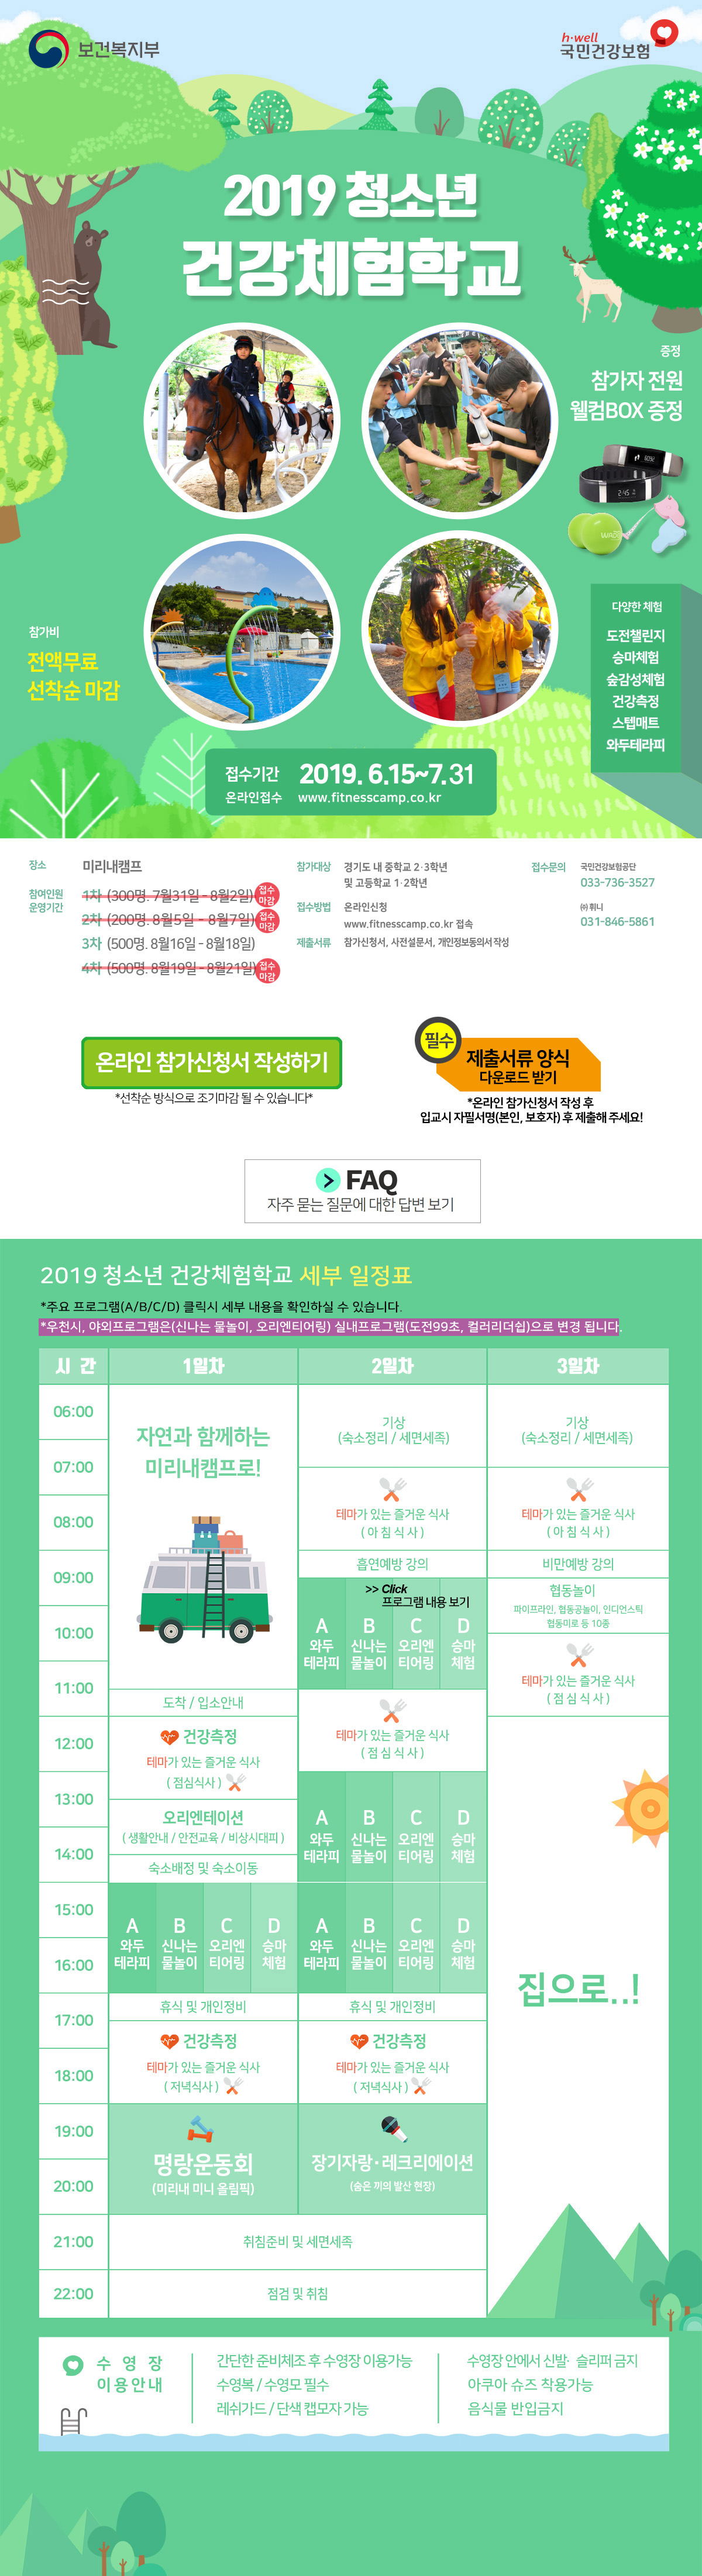 보건복지부
h·well
국민건강보험
2019 청소년
건강체험학교
증정
참가자 전원
웰컴BOX 증정
참가비
전액무료
선착순 마감
다양한 체험
도전챌린지
승마체험
숲감성체험
건강측정
스텝매트
와두테라피
접수기간 2019. 6.15~7.31
온라인접수 www.fitnesscamp.co.kr
장소 미리내캠프
참여인원
운영기간
1차 (300명. 7월31일 - 8월2일) 접수 마감
2차 (200명. 8월5일 - 8월7일) 접수 마감
3차 (500명. 8월16일 - 8월18일)
4차 (500명. 8월19일 - 8월21일) 접수 마감
참가대상 경기도 내 중학교 2·3학년
및 고등학교 1·2학년
접수방법 온라인신청
www.fitnesscamp.co.kr 접속
제출서류 참가신청서, 사전설문서, 개인정보동의서 작성
접수문의 국민건강보험공단
033-736-3527
㈜ 휘니
031-846-5861
온라인 참가신청서 작성하기
*선착순 방식으로 조기마감 될 수 있습니다*
필수
제출서류 양식
다운로드 받기
*온라인 참가신청서 작성 후
입교시 자필서명(본인, 보호자) 후 제출해 주세요!
FAQ
자주 묻는 질문에 대한 답변 보기
2019 청소년 건강체험학교 세부 일정표
*주요 프로그램(A/B/C/D) 클릭시 세부 내용을 확인하실 수 있습니다.
*우천시, 야외프로그램은(신나는 물놀이, 오리엔티어링) 실내프로그램(도전99초, 컬러리더쉽)으로 변경 됩니다.
시 간 1일차 2일차 3일차
06:00
07:00
08:00
09:00
10:00
11:00
12:00
13:00
14:00
15:00
16:00
17:00
18:00
19:00
20:00
21:00
22:00
자연과 함께하는
미리내캠프로!
도착 / 입소안내
건강측정
테마가 있는 즐거운 식사
( 점심식사 )
오리엔테이션
( 생활안내 / 안전교육 / 비상시대피 )
숙소배정 및 숙소이동
A B C D
와두 신나는 오리엔 승마
테라피 물놀이 티어링 체험
휴식 및 개인정비
건강측정
테마가 있는 즐거운 식사
( 저녁식사 )
명랑운동회
(미리내 미니 올림픽)
기상
(숙소정리 / 세면세족)
테마가 있는 즐거운 식사
( 아 침 식 사 )
흡연예방 강의
>> Click
프로그램 내용 보기
A B C D
와두 신나는 오리엔 승마
테라피 물놀이 티어링 체험
테마가 있는 즐거운 식사
( 점 심 식 사 )
A B C D
와두 신나는 오리엔 승마
테라피 물놀이 티어링 체험
A B C D
와두 신나는 오리엔 승마
테라피 물놀이 티어링 체험
휴식 및 개인정비
건강측정
테마가 있는 즐거운 식사
( 저녁식사 )
장기자랑·레크리에이션
(숨은 끼의 발산 현장)
취침준비 및 세면세족
점검 및 취침
기상
(숙소정리 / 세면세족)
테마가 있는 즐거운 식사
( 아 침 식 사 )
비만예방 강의
협동놀이
파이프라인, 협동공놀이, 인디언스틱
협동미로 등 10종
테마가 있는 즐거운 식사
( 점 심 식 사 )
집으로..!
수 영 장
이용안내
간단한 준비체조 후 수영장 이용가능
수영복 / 수영모 필수
레쉬가드 / 단색 캡모자 가능
수영장 안에서 신발· 슬리퍼 금지
아쿠아 슈즈 착용가능
음식물 반입금지